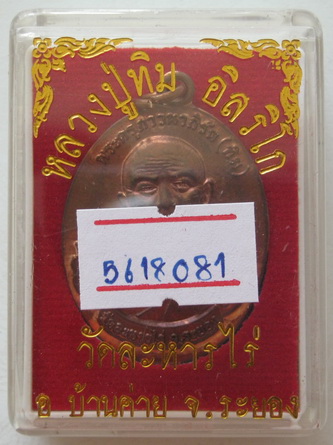 หลวงปู่ทิม อิสริโก
5618081
วัดละหารไร่
อ.บ้านค่าย จ.ระยอง